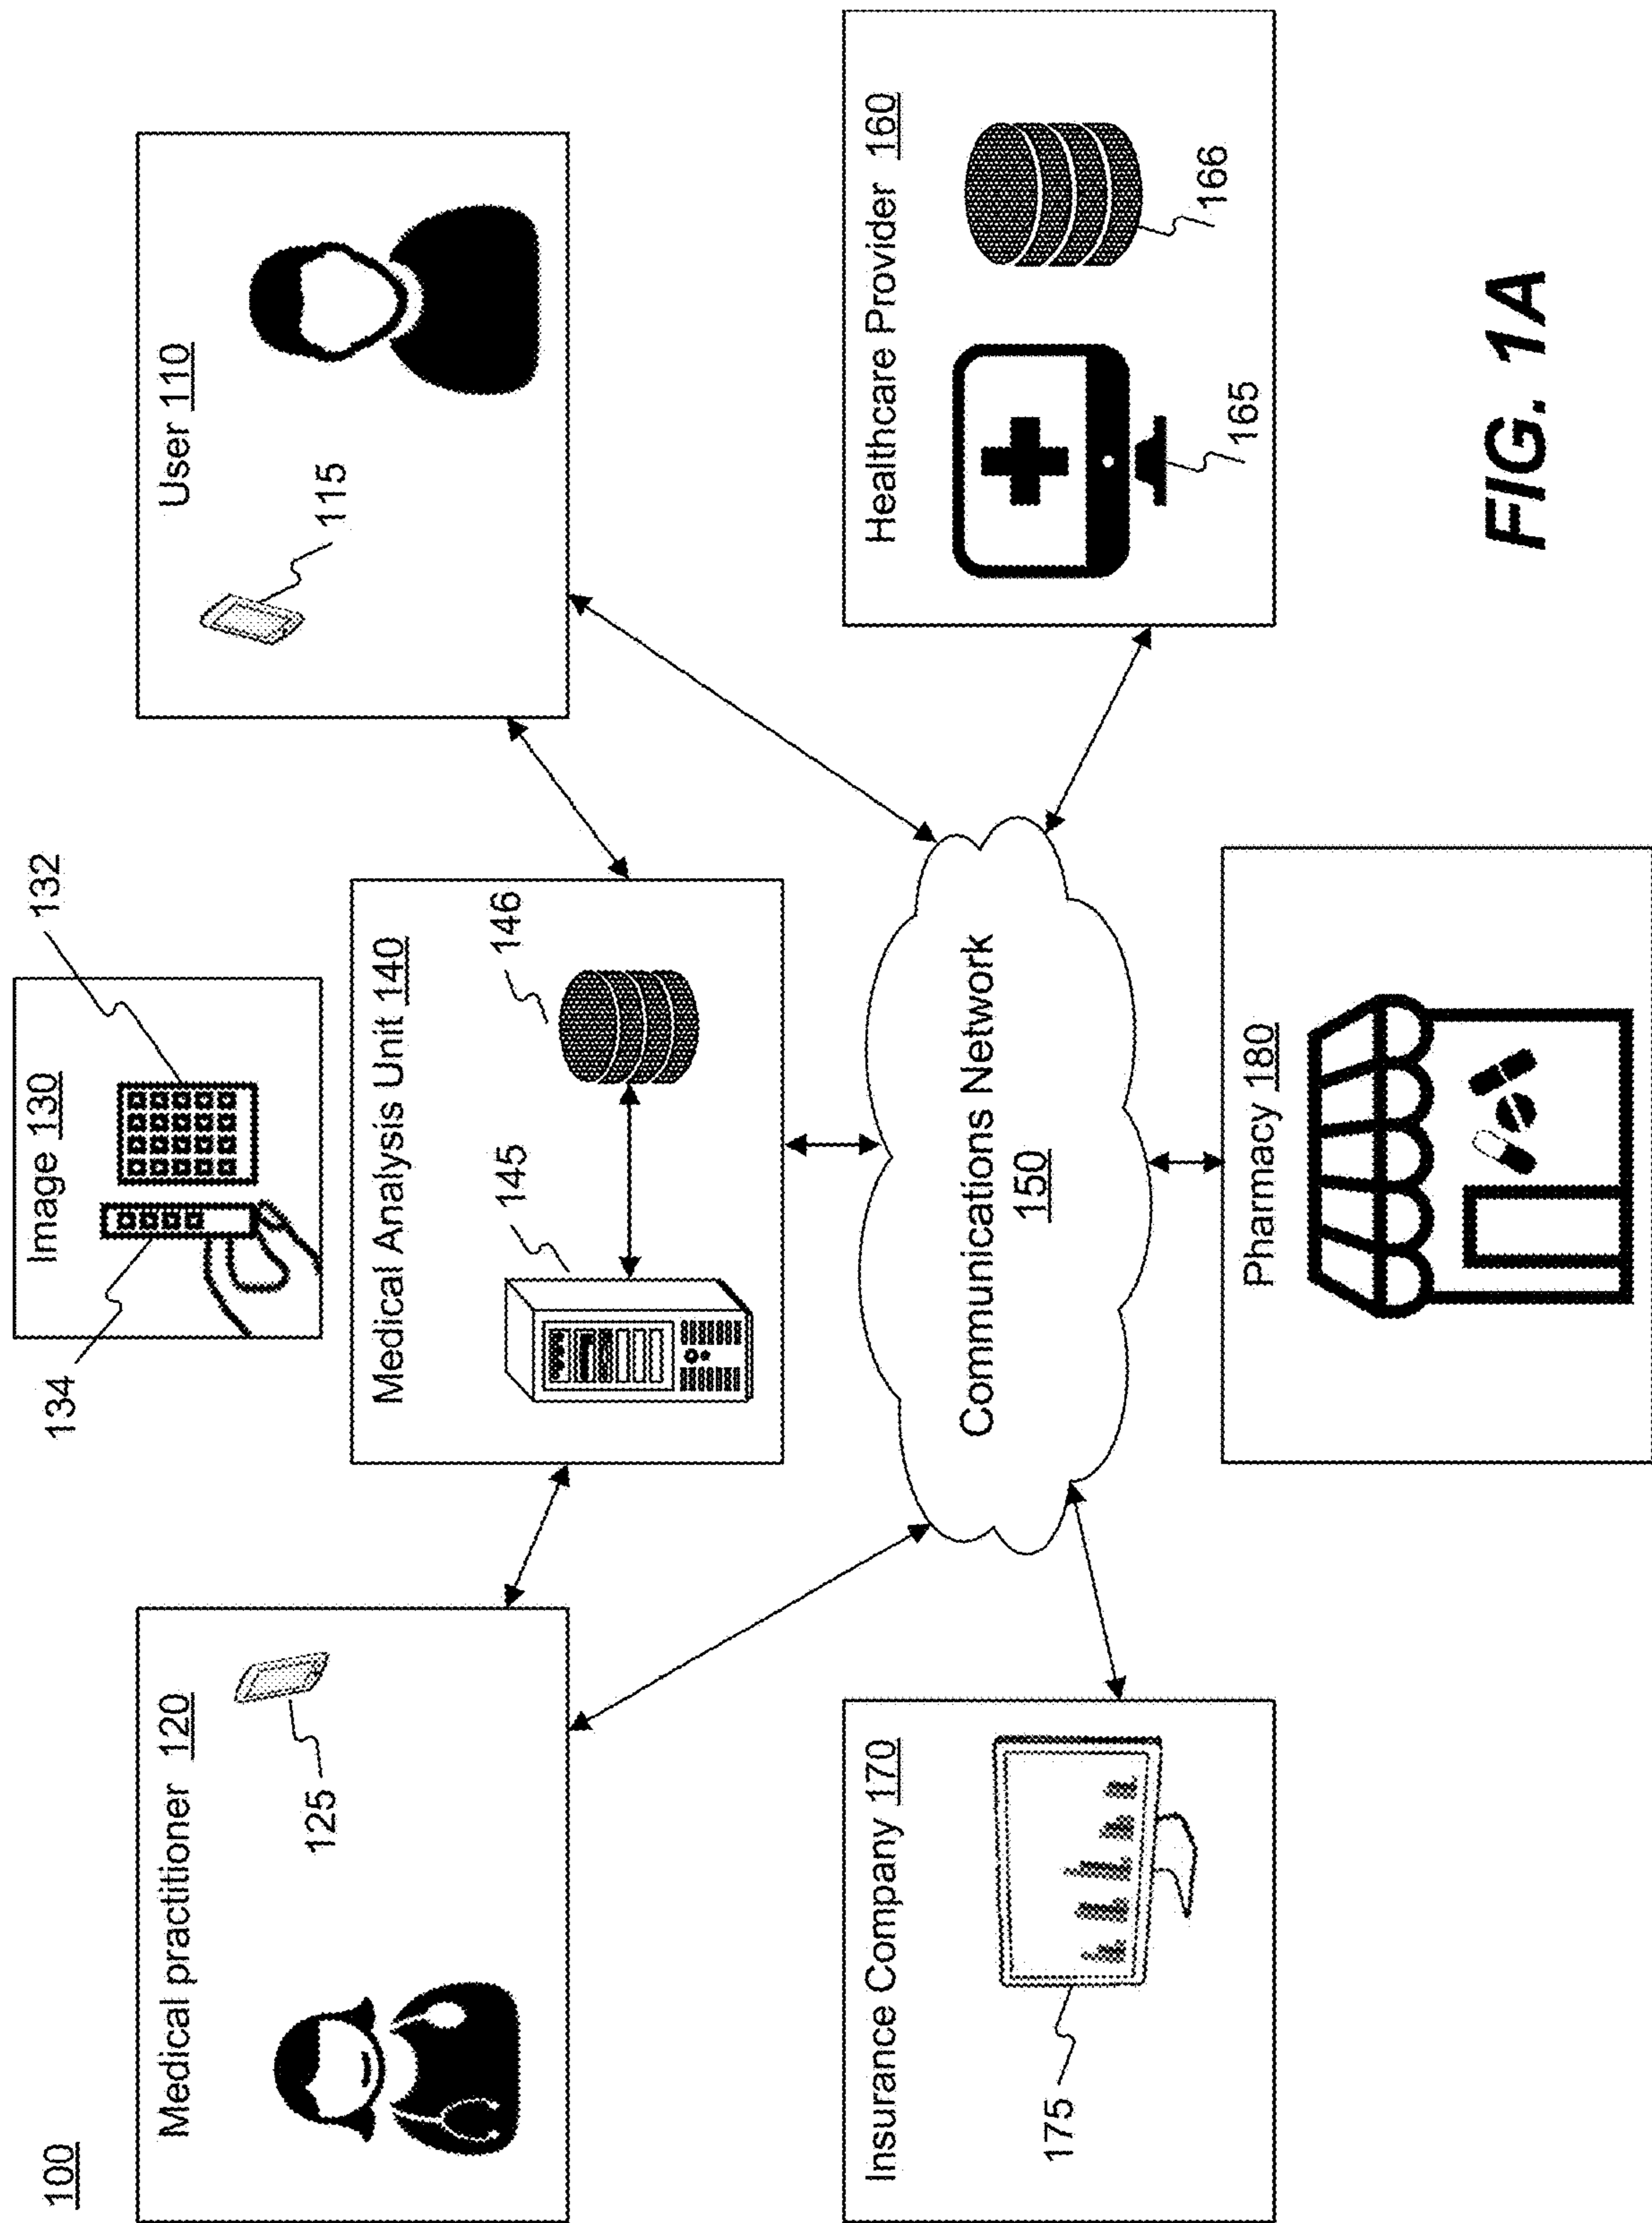 100
134
Image 130
132
Medical practitioner 120
125
Medical Analysis Unit 140
145
146
User 110
115
Communications Network
150
Insurance Company 170
175
Pharmacy 180
Healthcare Provider 160
165
166
FIG. 1A